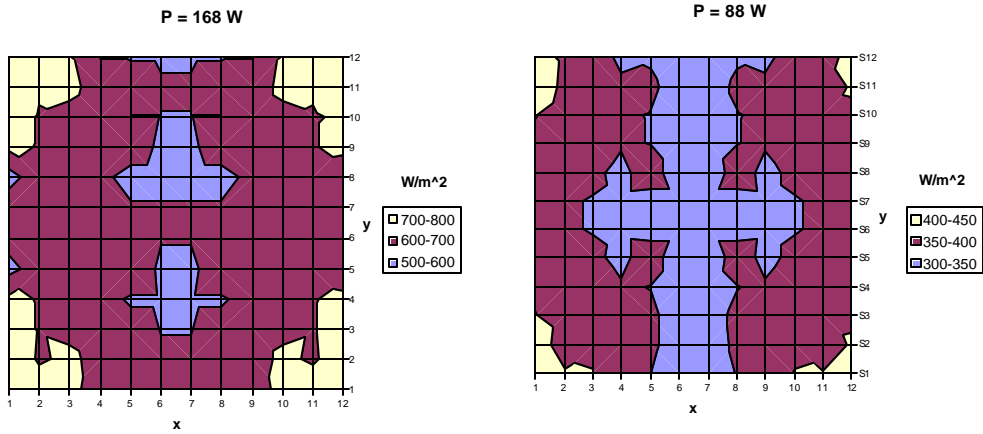 P = 168 W
12
11
10
9
8
7
6
5
4
3
2
1
y
1 2 3 4 5 6 7 8 9 10 11 12
x
W/m^2
700-800
600-700
500-600
P = 88 W
S12
S11
S10
S9
S8
S7
S6
S5
S4
S3
S2
S1
y
1 2 3 4 5 6 7 8 9 10 11 12
x
W/m^2
400-450
350-400
300-350